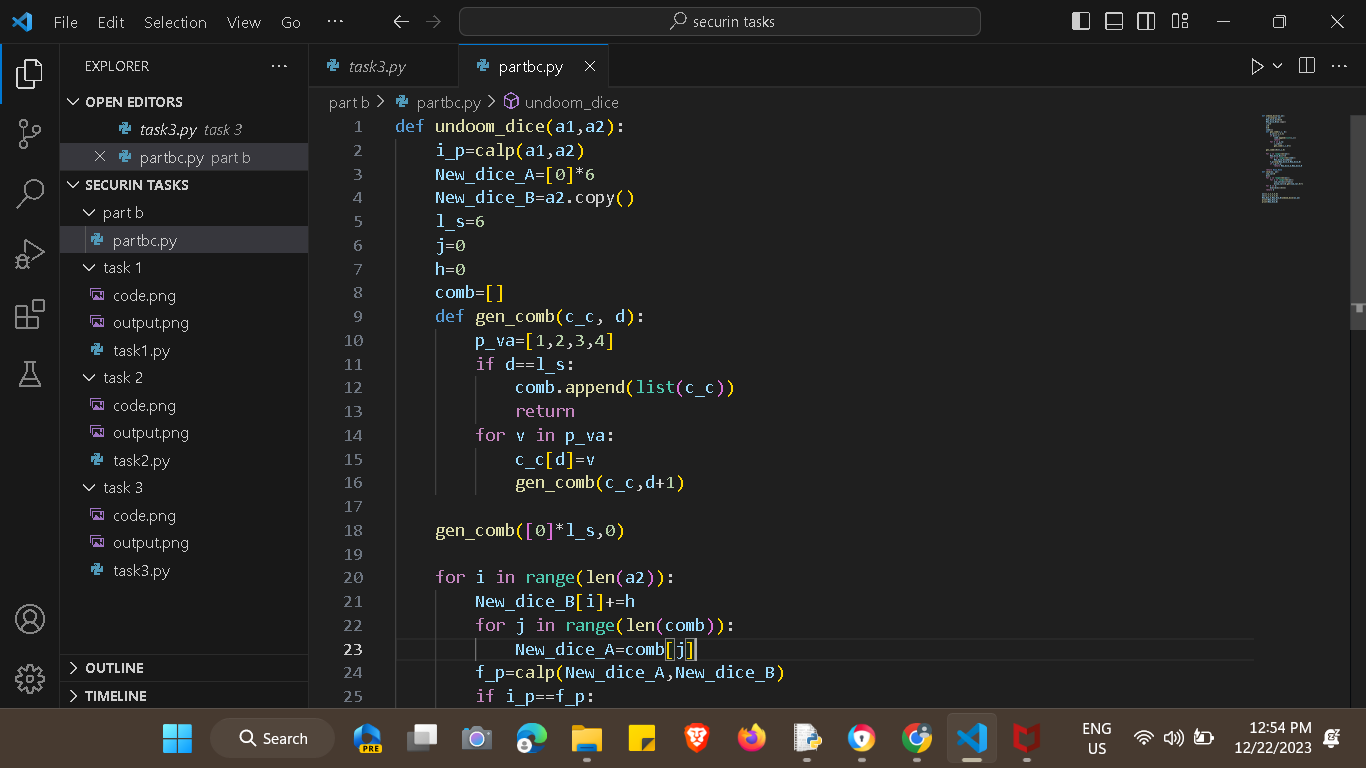 File Edit Selection View Go ··· securin tasks
EXPLORER ···
OPEN EDITORS
task3.py task 3
partbc.py part b
SECURIN TASKS
part b
partbc.py
task 1
code.png
output.png
task1.py
task 2
code.png
output.png
task2.py
task 3
code.png
output.png
task3.py
OUTLINE
TIMELINE
task3.py partbc.py
part b > partbc.py > undoom_dice
1 def undoom_dice(a1,a2):
2 i_p=calp(a1,a2)
3 New_dice_A=[0]*6
4 New_dice_B=a2.copy()
5 l_s=6
6 j=0
7 h=0
8 comb=[]
9 def gen_comb(c_c, d):
10 p_va=[1,2,3,4]
11 if d==l_s:
12 comb.append(list(c_c))
13 return
14 for v in p_va:
15 c_c[d]=v
16 gen_comb(c_c,d+1)
17
18 gen_comb([0]*l_s,0)
19
20 for i in range(len(a2)):
21 New_dice_B[i]+=h
22 for j in range(len(comb)):
23 New_dice_A=comb[j]
24 f_p=calp(New_dice_A,New_dice_B)
25 if i_p==f_p:
Search
PRE
ENG
US
12:54 PM
12/22/2023